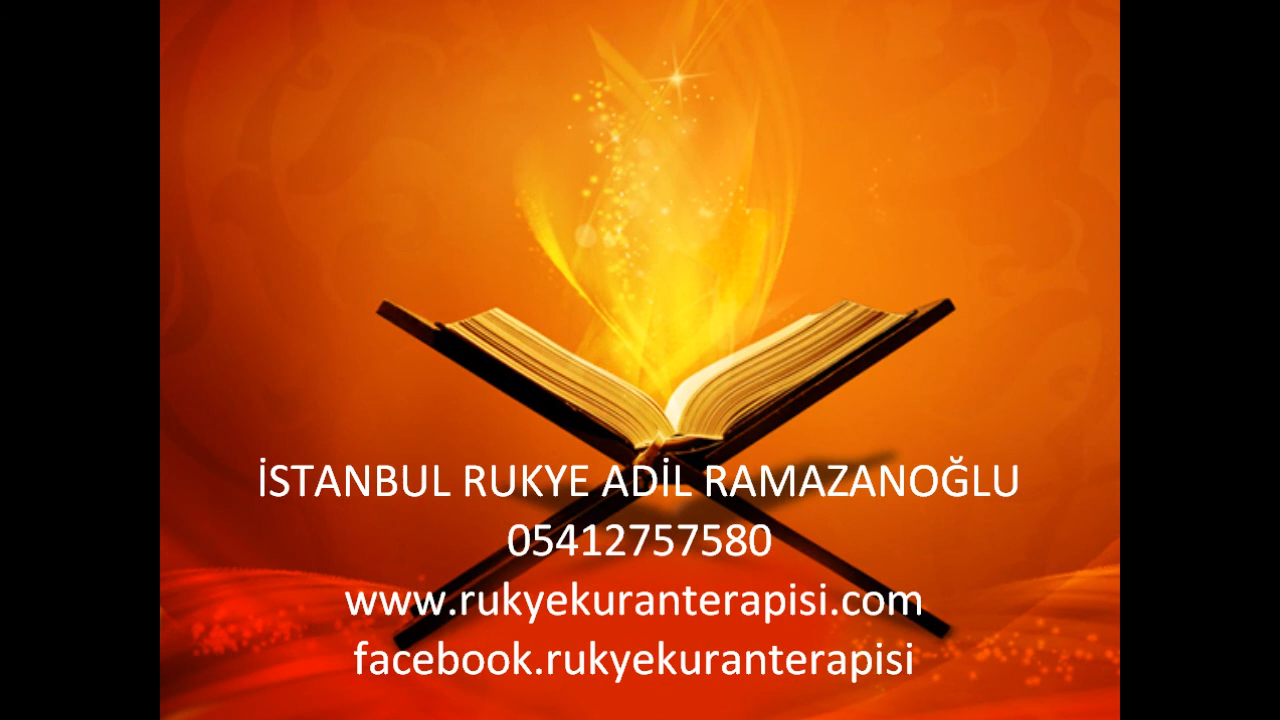 İSTANBUL RUKYE ADİL RAMAZANOĞLU
05412757580
www.rukyekuranterapisi.com
facebook.rukyekuranterapisi